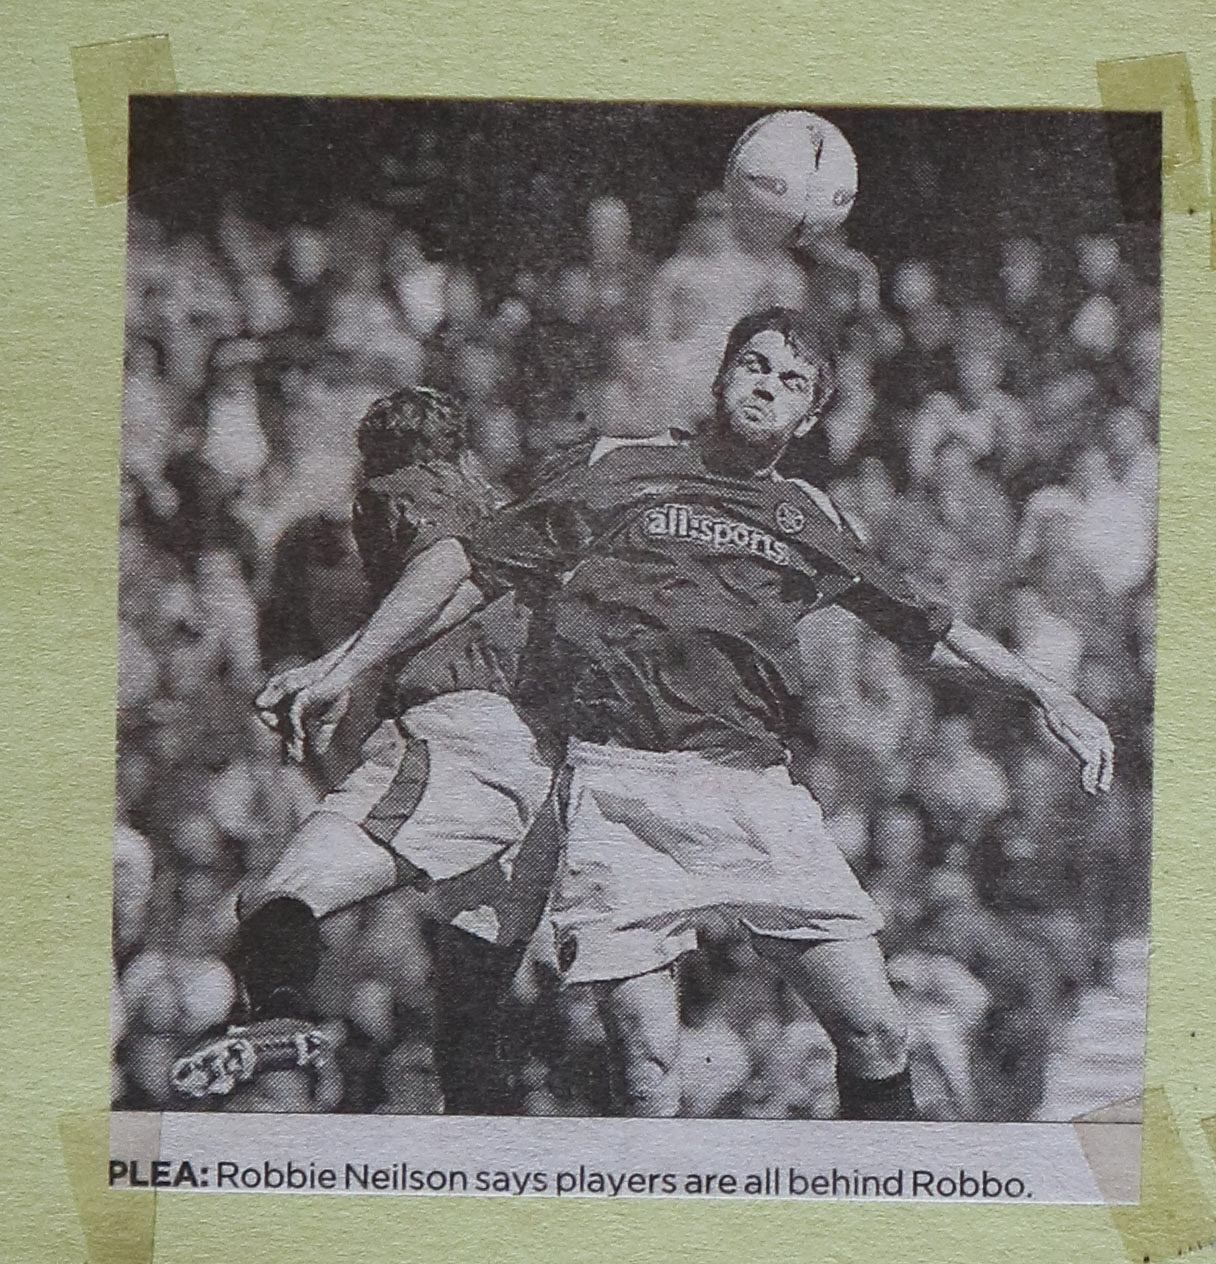 all:sports
PLEA: Robbie Neilson says players are all behind Robbo.